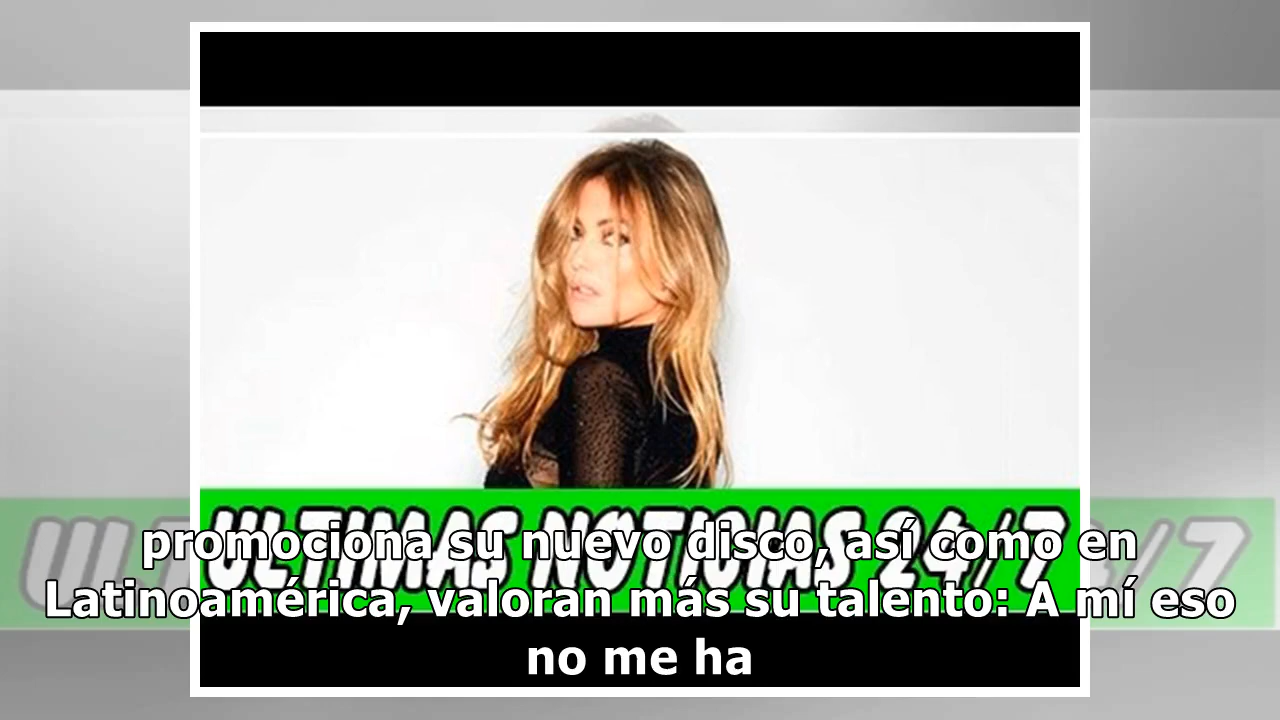 ULTIMAS NOTICIAS 24/7
promociona su nuevo disco, así como en
Latinoamérica, valoran más su talento: A mí eso
no me ha